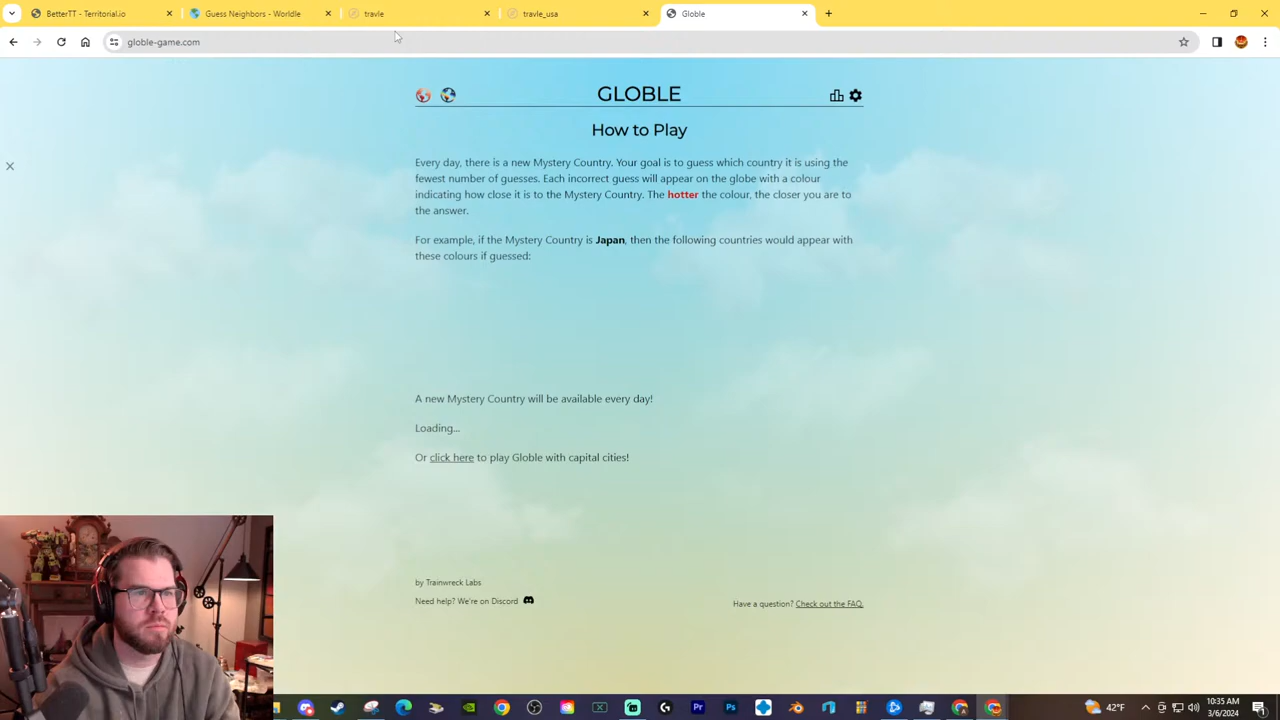 BetterTT - Territorial.io
Guess Neighbors - Worldle
travle
travle_usa
Globle
globle-game.com
GLOBLE
How to Play
Every day, there is a new Mystery Country. Your goal is to guess which country it is using the
fewest number of guesses. Each incorrect guess will appear on the globe with a colour
indicating how close it is to the Mystery Country. The hotter the colour, the closer you are to
the answer.
For example, if the Mystery Country is Japan, then the following countries would appear with
these colours if guessed:
A new Mystery Country will be available every day!
Loading...
Or click here to play Globle with capital cities!
by Trainwreck Labs
Need help? We're on Discord
Have a question? Check out the FAQ.
42°F
10:35 AM
3/6/2024